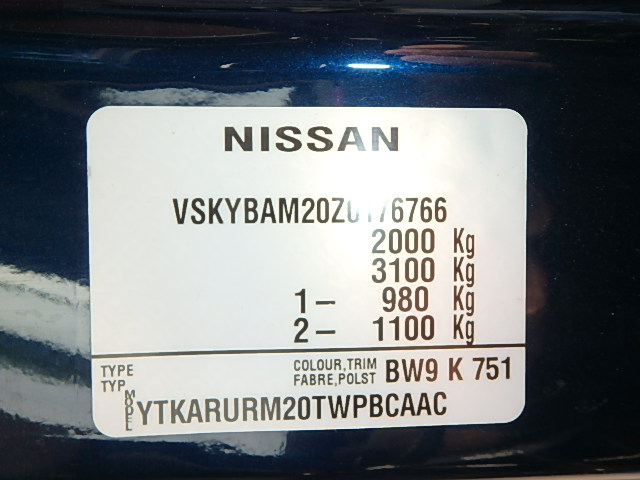 NISSAN
VSKYBAM20Z0176766
2000 Kg
3100 Kg
1– 980 Kg
2– 1100 Kg
TYPE COLOUR,TRIM BW9 K 751
TYP FABRE,POLST
MODEL YTKARURM20TWPBCAAC